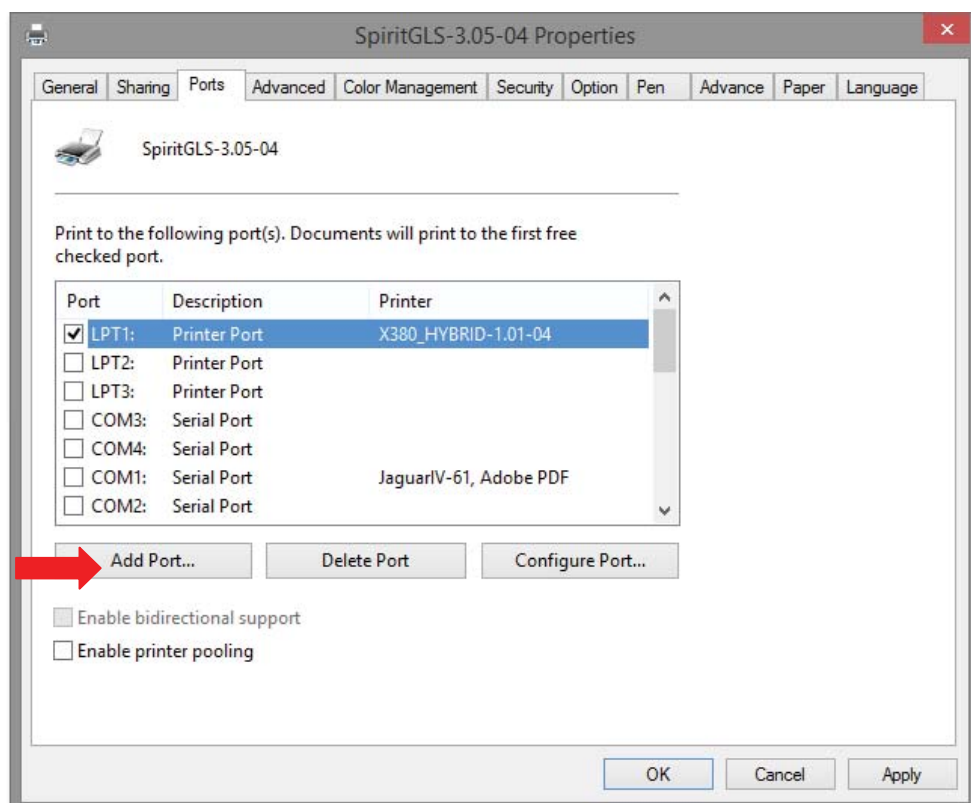 SpiritGLS-3.05-04 Properties
General Sharing Ports Advanced Color Management Security Option Pen Advance Paper Language
SpiritGLS-3.05-04
Print to the following port(s). Documents will print to the first free
checked port.
Port Description Printer
LPT1: Printer Port X380_HYBRID-1.01-04
LPT2: Printer Port
LPT3: Printer Port
COM3: Serial Port
COM4: Serial Port
COM1: Serial Port JaguarIV-61, Adobe PDF
COM2: Serial Port
Add Port... Delete Port Configure Port...
Enable bidirectional support
Enable printer pooling
OK Cancel Apply